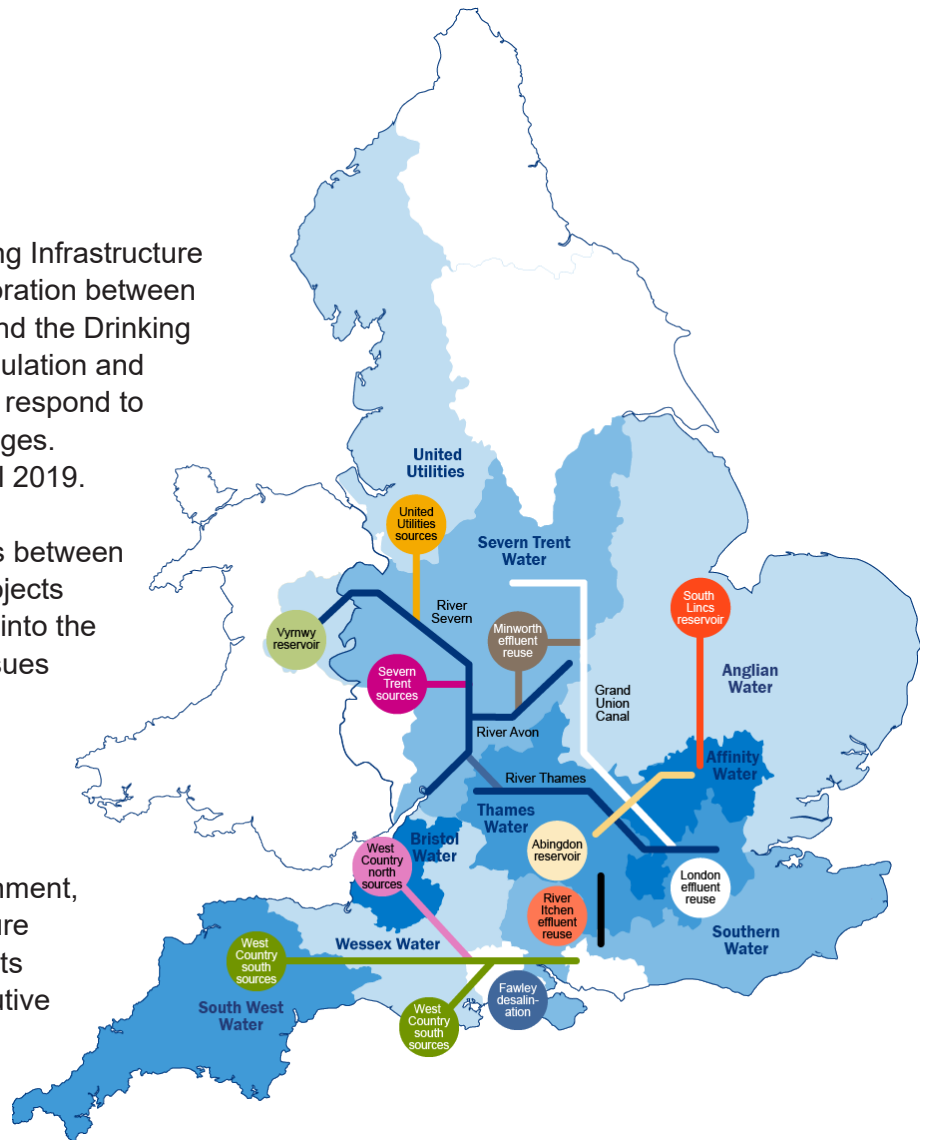 ng Infrastructure
oration between
nd the Drinking
ulation and
respond to
ges.
l 2019.
s between
ojects
into the
sues
nment,
ure
ts
utive
United
Utilities
United
Utilities
sources
Severn Trent
Water
River
Severn
Vyrnwy
reservoir
Minworth
effluent
reuse
South
Lincs
reservoir
Severn
Trent
sources
Anglian
Water
Grand
Union
Canal
River Avon
Affinity
Water
River Thames
Thames
Water
Bristol
Water
West
Country
north
sources
Abingdon
reservoir
London
effluent
reuse
River
Itchen
effluent
reuse
Southern
Water
Wessex Water
West
Country
south
sources
South West
Water
Fawley
desalin-
ation
West
Country
south
sources